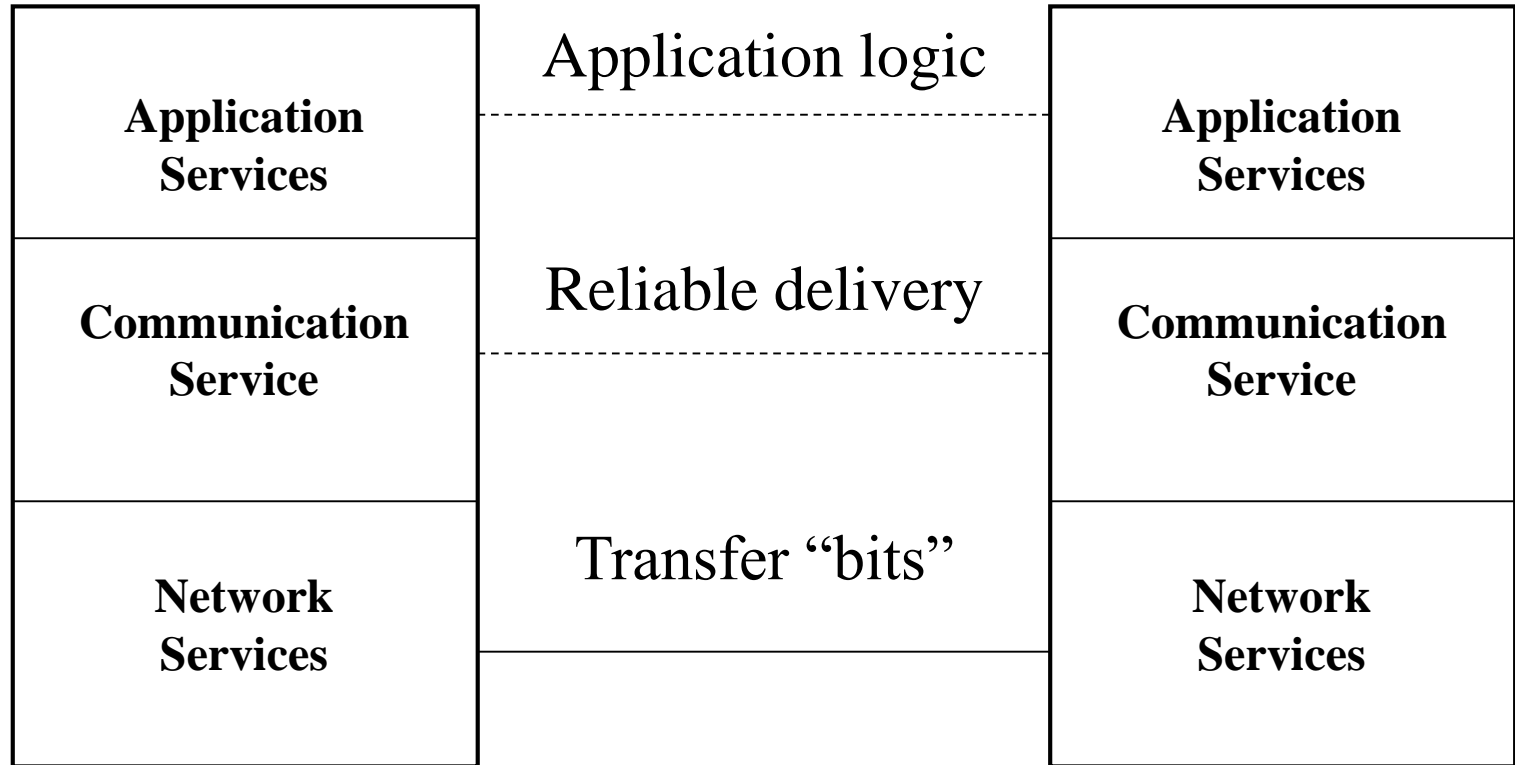 Application
Services
Communication
Service
Network
Services
Application logic
Reliable delivery
Transfer “bits”
Application
Services
Communication
Service
Network
Services